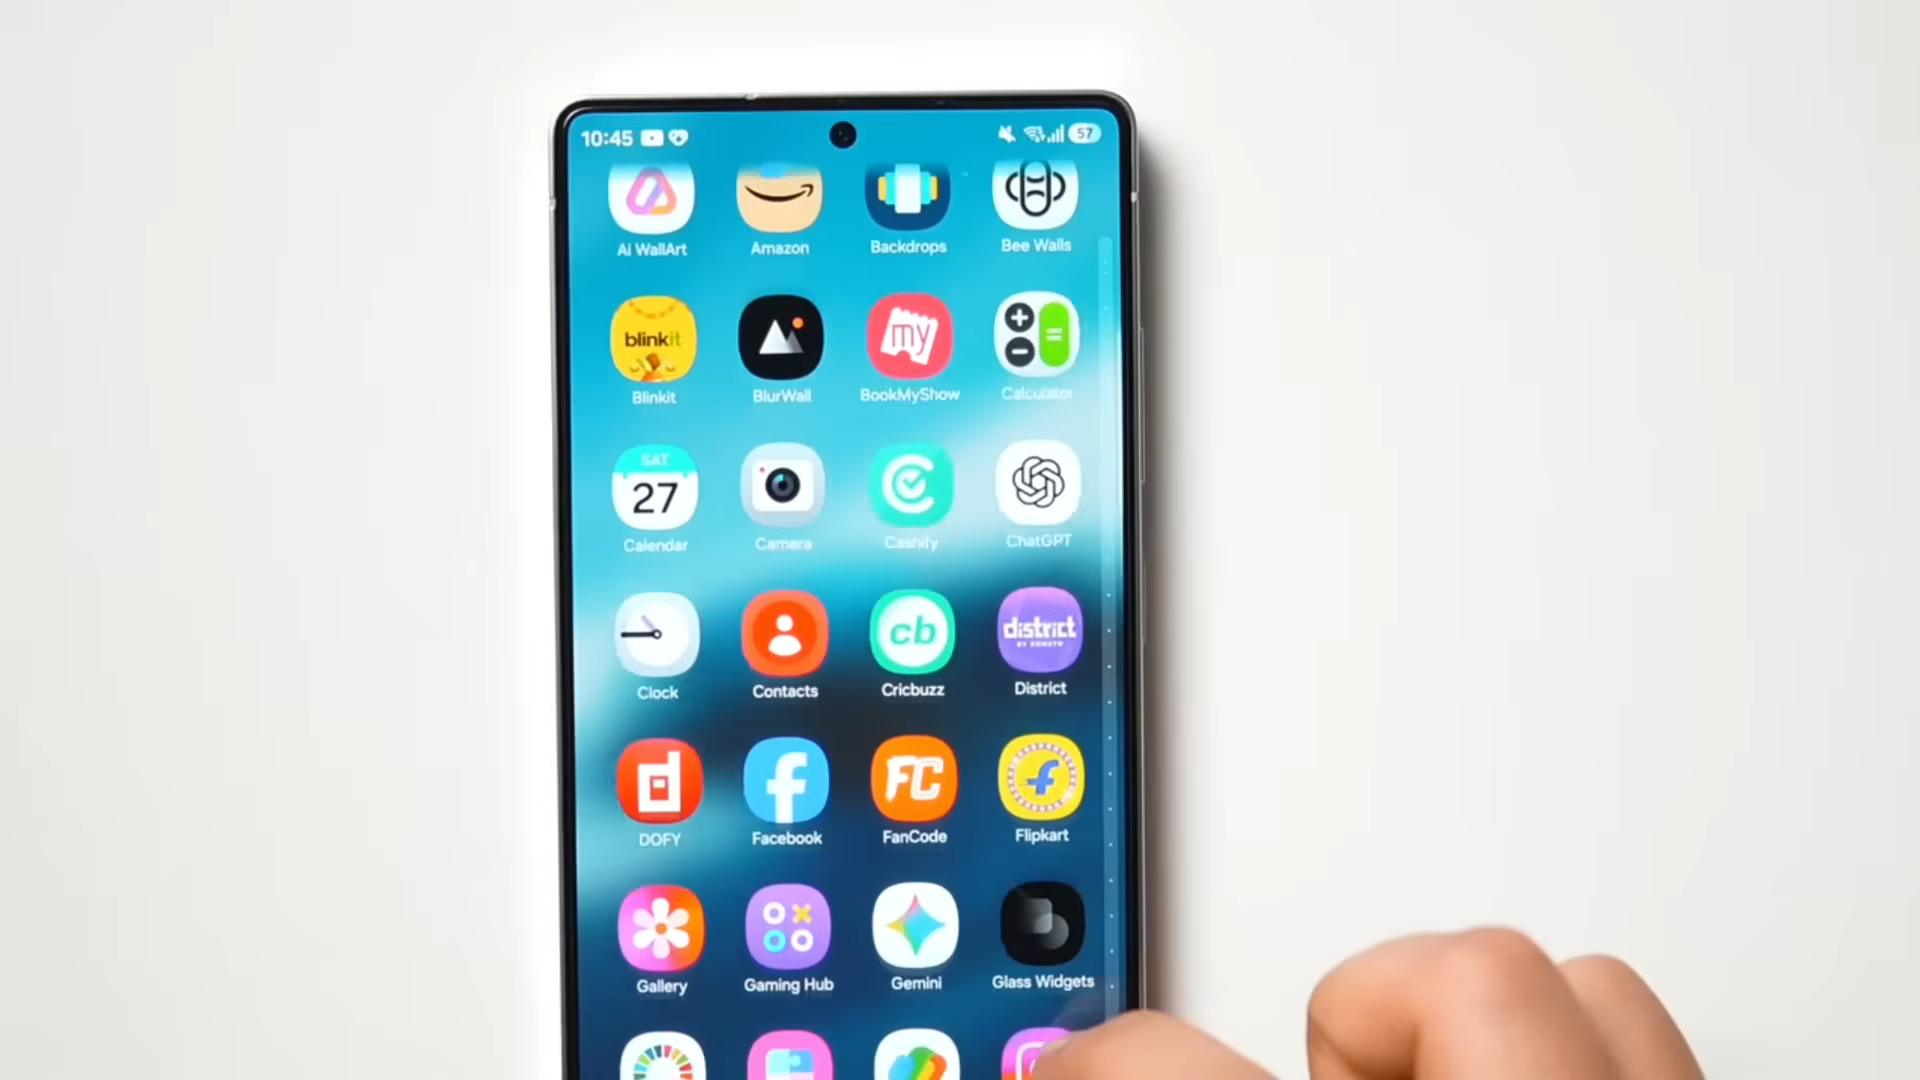 10:45 57
Ai WallArt Amazon Backdrops Bee Walls
blinkit my
Blinkit BlurWall BookMyShow Calculator
SAT
27
Calendar Camera Cashify ChatGPT
cb district
BY ZOMATO
Clock Contacts Cricbuzz District
d f FC f
DOFY Facebook FanCode Flipkart
Gallery Gaming Hub Gemini Glass Widgets